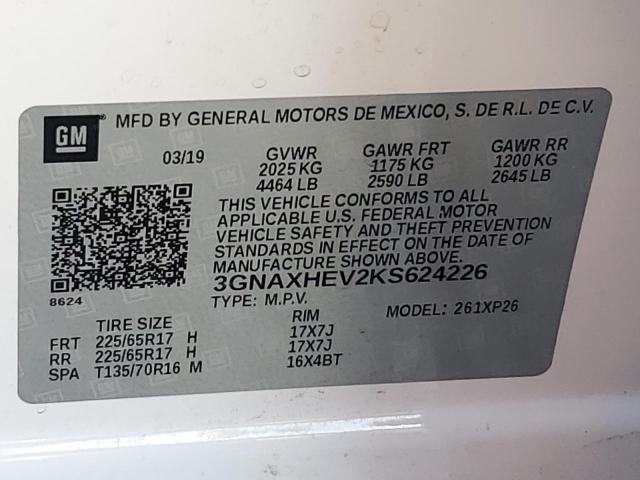 GM MFD BY GENERAL MOTORS DE MEXICO, S. DE R.L. DE C.V.
03/19 GVWR GAWR FRT GAWR RR
2025 KG 1175 KG 1200 KG
4464 LB 2590 LB 2645 LB
THIS VEHICLE CONFORMS TO ALL
APPLICABLE U.S. FEDERAL MOTOR
VEHICLE SAFETY AND THEFT PREVENTION
STANDARDS IN EFFECT ON THE DATE OF
MANUFACTURE SHOWN ABOVE.
3GNAXHEV2KS624226
8624
TYPE: M.P.V. MODEL: 261XP26
TIRE SIZE RIM
FRT 225/65R17 H 17X7J
RR 225/65R17 H 17X7J
SPA T135/70R16 M 16X4BT